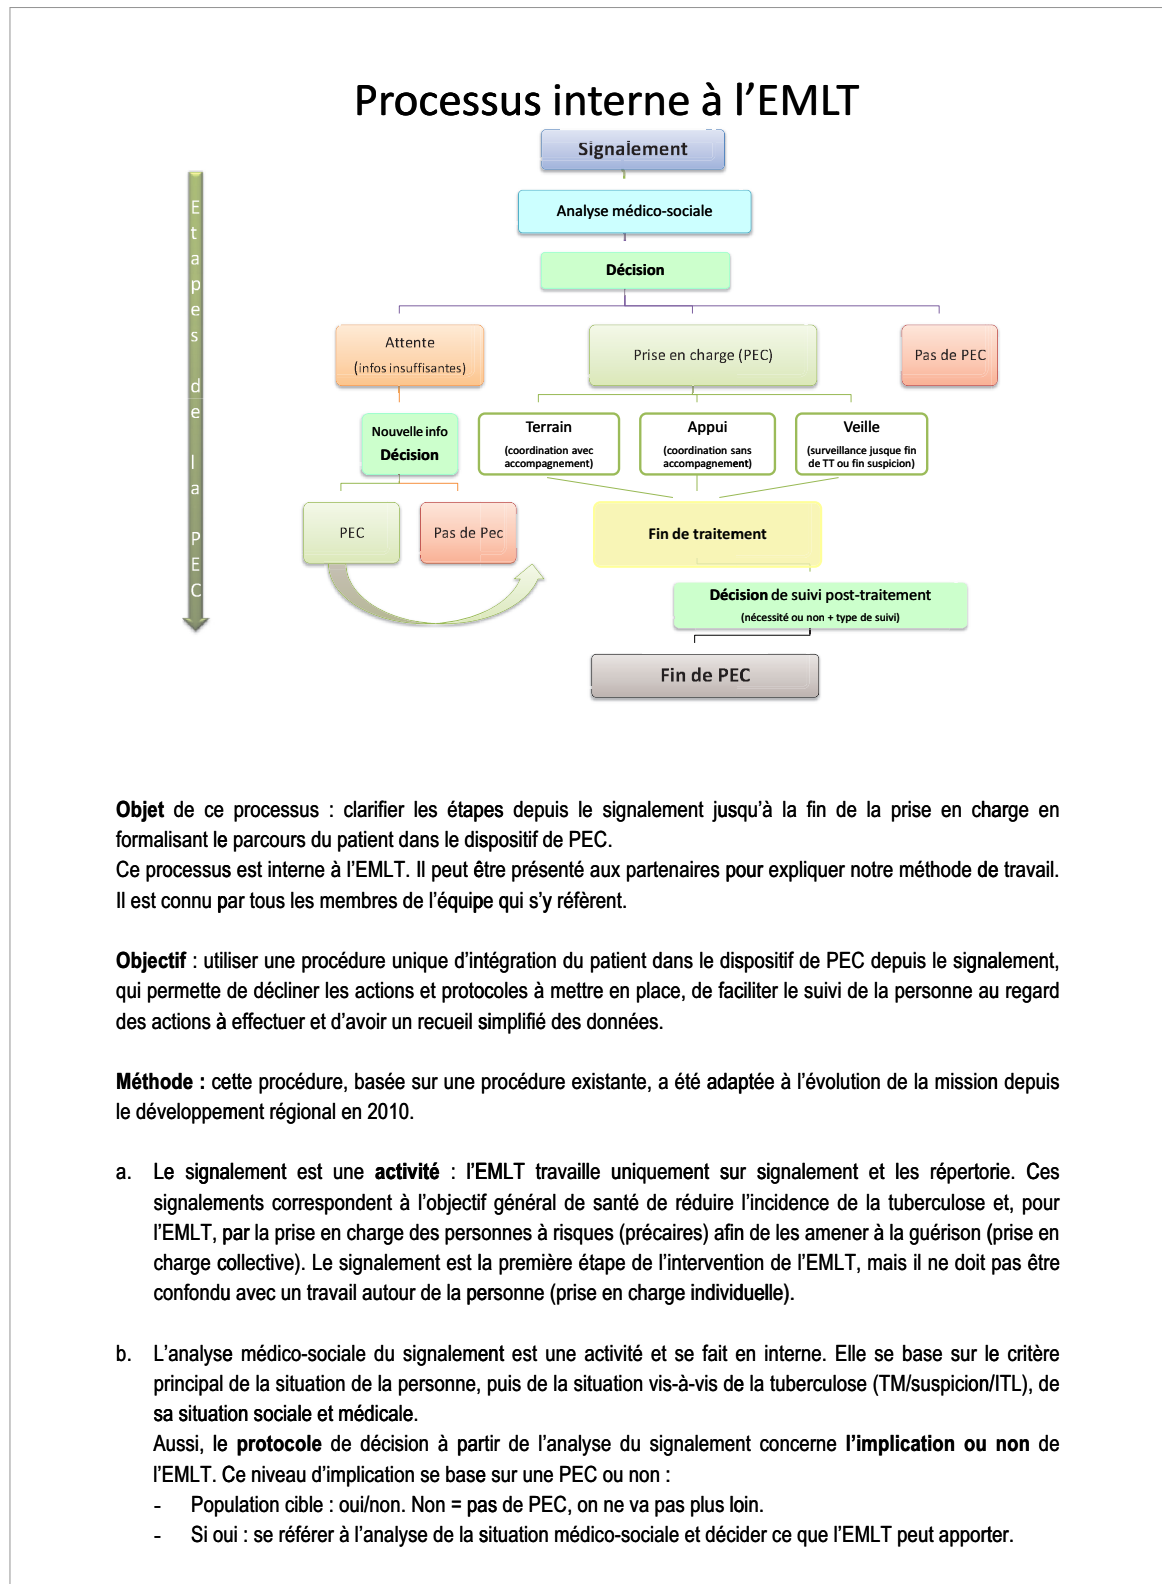 Processus interne à l'EMLT
Signalement
Etapes de la PEC
Analyse médico-sociale
Décision
Attente
(infos insuffisantes)
Prise en charge (PEC)
Pas de PEC
Nouvelle info
Décision
Terrain
(coordination avec
accompagnement)
Appui
(coordination sans
accompagnement)
Veille
(surveillance jusque fin
de TT ou fin suspicion)
PEC
Pas de Pec
Fin de traitement
Décision de suivi post-traitement
(nécessité ou non + type de suivi)
Fin de PEC
Objet de ce processus : clarifier les étapes depuis le signalement jusqu'à la fin de la prise en charge en
formalisant le parcours du patient dans le dispositif de PEC.
Ce processus est interne à l'EMLT. Il peut être présenté aux partenaires pour expliquer notre méthode de travail.
Il est connu par tous les membres de l'équipe qui s'y réfèrent.
Objectif : utiliser une procédure unique d'intégration du patient dans le dispositif de PEC depuis le signalement,
qui permette de décliner les actions et protocoles à mettre en place, de faciliter le suivi de la personne au regard
des actions à effectuer et d'avoir un recueil simplifié des données.
Méthode : cette procédure, basée sur une procédure existante, a été adaptée à l'évolution de la mission depuis
le développement régional en 2010.
a. Le signalement est une activité : l'EMLT travaille uniquement sur signalement et les répertorie. Ces
signalements correspondent à l'objectif général de santé de réduire l'incidence de la tuberculose et, pour
l'EMLT, par la prise en charge des personnes à risques (précaires) afin de les amener à la guérison (prise en
charge collective). Le signalement est la première étape de l'intervention de l'EMLT, mais il ne doit pas être
confondu avec un travail autour de la personne (prise en charge individuelle).
b. L'analyse médico-sociale du signalement est une activité et se fait en interne. Elle se base sur le critère
principal de la situation de la personne, puis de la situation vis-à-vis de la tuberculose (TM/suspicion/ITL), de
sa situation sociale et médicale.
Aussi, le protocole de décision à partir de l'analyse du signalement concerne l'implication ou non de
l'EMLT. Ce niveau d'implication se base sur une PEC ou non :
- Population cible : oui/non. Non = pas de PEC, on ne va pas plus loin.
- Si oui : se référer à l'analyse de la situation médico-sociale et décider ce que l'EMLT peut apporter.